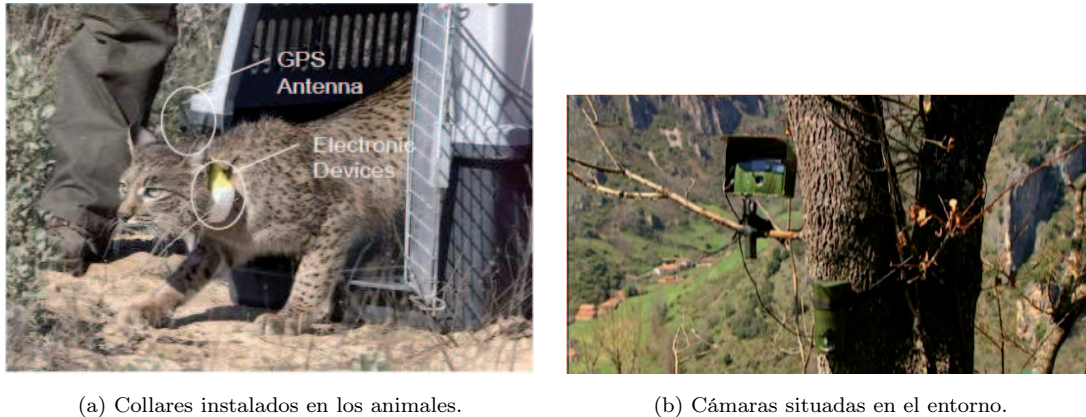 GPS
Antenna
Electronic
Devices
(a) Collares instalados en los animales.
(b) Cámaras situadas en el entorno.